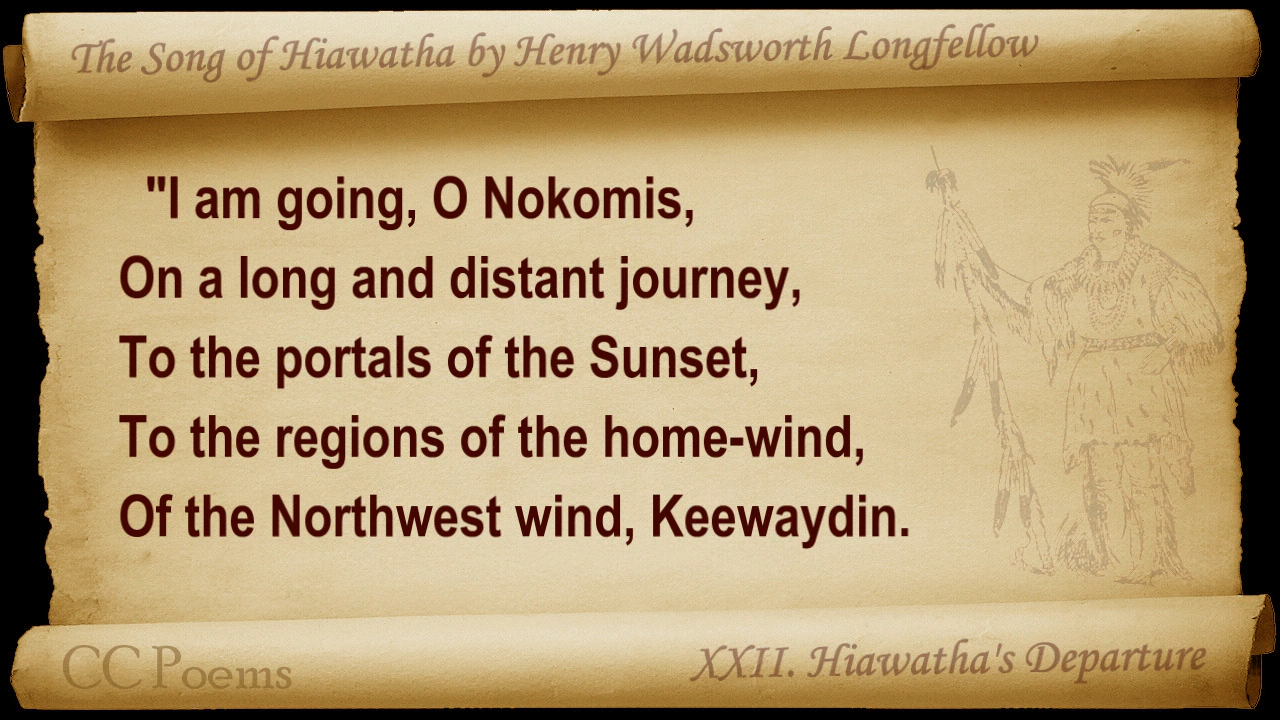 The Song of Hiawatha by Henry Wadsworth Longfellow
"I am going, O Nokomis,
On a long and distant journey,
To the portals of the Sunset,
To the regions of the home-wind,
Of the Northwest wind, Keewaydin.
CC Poems
XXII. Hiawatha's Departure